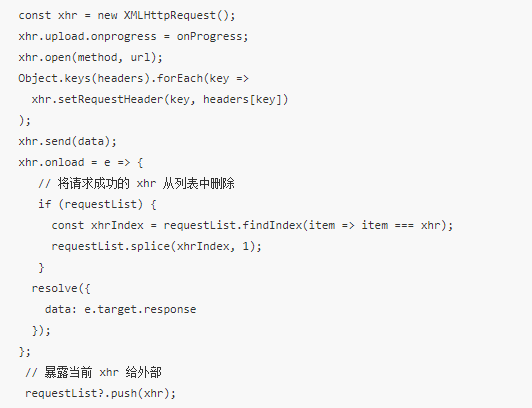 const xhr = new XMLHttpRequest();
xhr.upload.onprogress = onProgress;
xhr.open(method, url);
Object.keys(headers).forEach(key =>
  xhr.setRequestHeader(key, headers[key])
);
xhr.send(data);
xhr.onload = e => {
   // 将请求成功的 xhr 从列表中删除
   if (requestList) {
     const xhrIndex = requestList.findIndex(item => item === xhr);
     requestList.splice(xhrIndex, 1);
   }
  resolve({
    data: e.target.response
  });
};
 // 暴露当前 xhr 给外部
 requestList?.push(xhr);